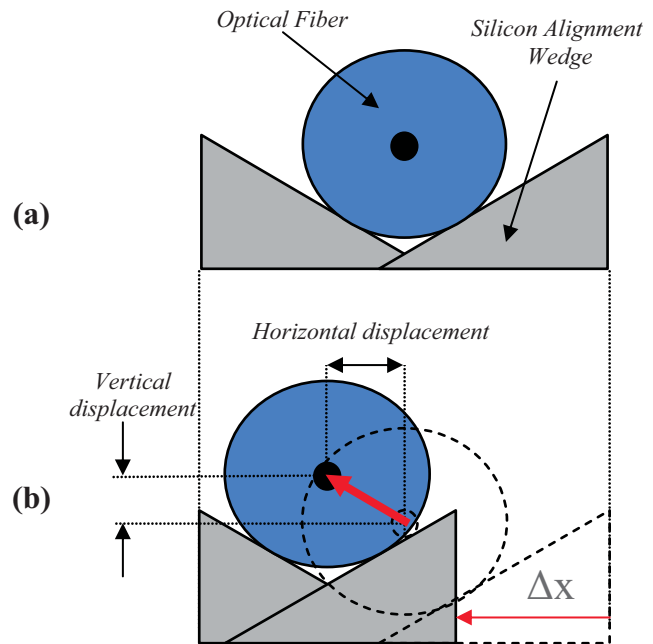 Optical Fiber
Silicon Alignment
Wedge
(a)
Horizontal displacement
Vertical
displacement
(b)
Δx